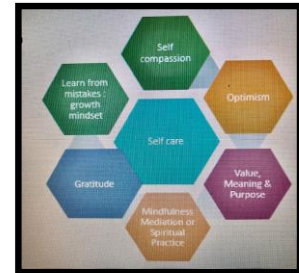 Self
compassion
Learn from
mistakes :
growth
mindset
Optimism
Self care
Gratitude
Value,
Meaning &
Purpose
Mindfulness
Mediation or
Spiritual
Practice